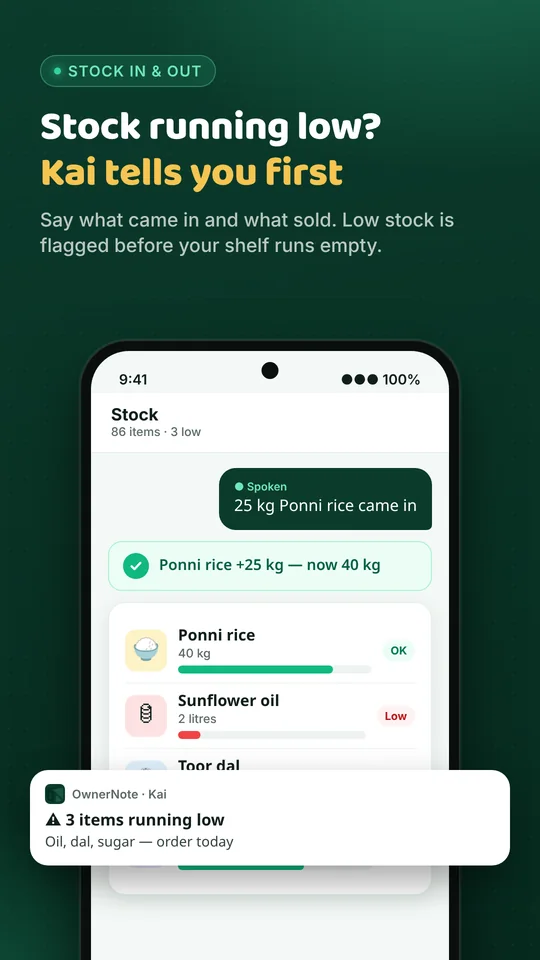 STOCK IN & OUT
Stock running low?
Kai tells you first
Say what came in and what sold. Low stock is
flagged before your shelf runs empty.
9:41
100%
Stock
86 items · 3 low
Spoken
25 kg Ponni rice came in
Ponni rice +25 kg — now 40 kg
Ponni rice
40 kg
OK
Sunflower oil
2 litres
Low
Toor dal
OwnerNote · Kai
⚠ 3 items running low
Oil, dal, sugar — order today